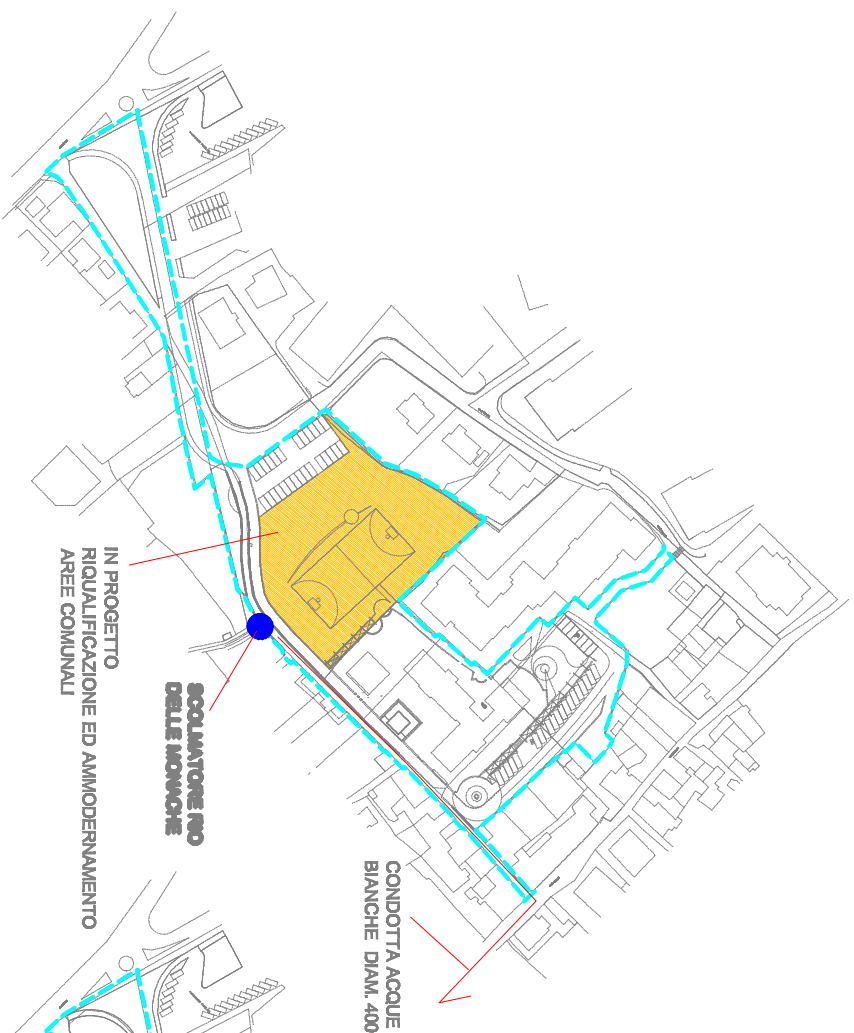 IN PROGETTO
RIQUALIFICAZIONE ED AMMODERNAMENTO
AREE COMUNALI
SCOLMATORE RIO
DELLE MONACHE
CONDOTTA ACQUE
BIANCHE DIAM. 400